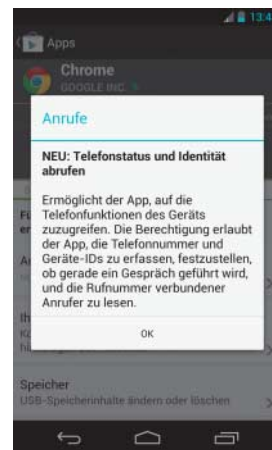 13:4
Apps
Chrome
GOOGLE INC.
Anrufe
NEU: Telefonstatus und Identität
abrufen
Ermöglicht der App, auf die
Telefonfunktionen des Geräts
zuzugreifen. Die Berechtigung erlaubt
der App, die Telefonnummer und
Geräte-IDs zu erfassen, festzustellen,
ob gerade ein Gespräch geführt wird,
und die Rufnummer verbundener
Anrufer zu lesen.
OK
Speicher
USB-Speicherinhalte ändern oder löschen